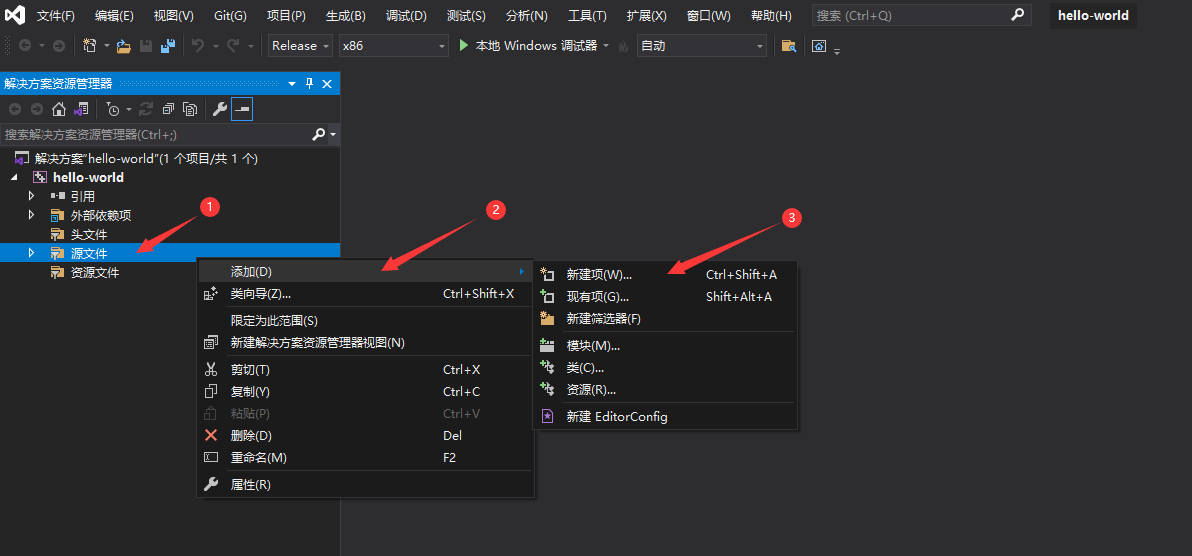 文件(F) 编辑(E) 视图(V) Git(G) 项目(P) 生成(B) 调试(D) 测试(S) 分析(N) 工具(T) 扩展(X) 窗口(W) 帮助(H) 搜索 (Ctrl+Q) hello-world
Release x86 本地 Windows 调试器 自动
解决方案资源管理器
搜索解决方案资源管理器(Ctrl+;)
解决方案"hello-world"(1 个项目/共 1 个)
hello-world
引用
外部依赖项
头文件
源文件
资源文件
1
2
3
添加(D)
类向导(Z)... Ctrl+Shift+X
限定为此范围(S)
新建解决方案资源管理器视图(N)
剪切(T) Ctrl+X
复制(Y) Ctrl+C
粘贴(P) Ctrl+V
删除(D) Del
重命名(M) F2
属性(R)
新建项(W)... Ctrl+Shift+A
现有项(G)... Shift+Alt+A
新建筛选器(F)
模块(M)...
类(C)...
资源(R)...
新建 EditorConfig